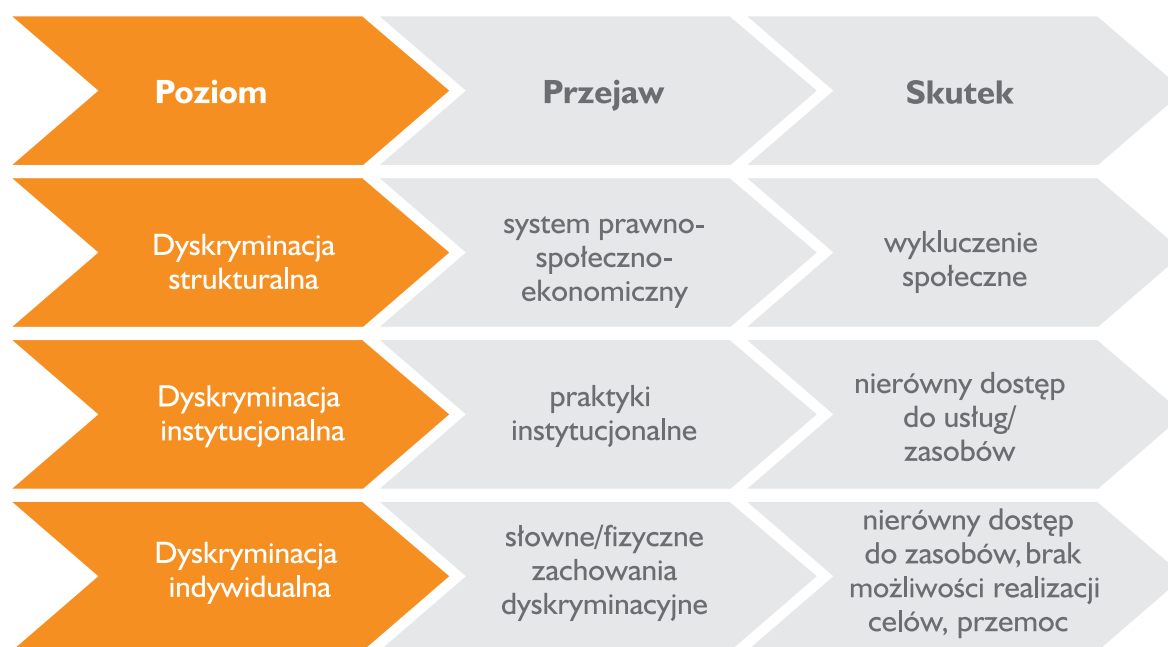 Poziom
Przejaw
Skutek
Dyskryminacja
strukturalna
system prawno-
społeczno-
ekonomiczny
wykluczenie
społeczne
Dyskryminacja
instytucjonalna
praktyki
instytucjonalne
nierówny dostęp
do usług/
zasobów
Dyskryminacja
indywidualna
słowne/fizyczne
zachowania
dyskryminacyjne
nierówny dostęp
do zasobów, brak
możliwości realizacji
celów, przemoc